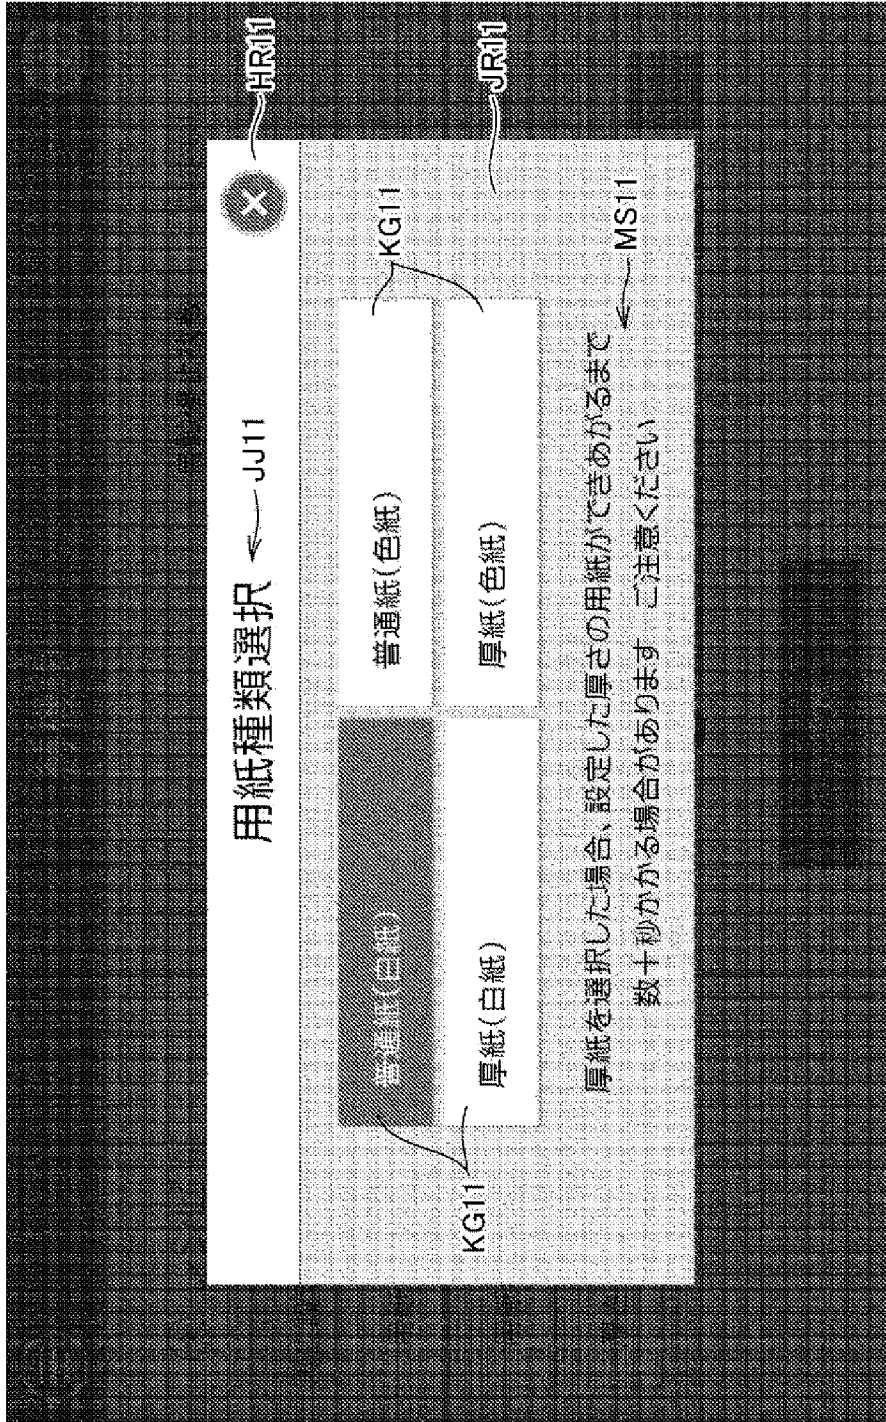 HR11
用紙種類選択
JJ11
JR11
KG11
普通紙(白紙)
普通紙(色紙)
厚紙(白紙)
厚紙(色紙)
KG11
厚紙を選択した場合、設定した厚さの用紙ができあがるまで
数十秒かかる場合があります ご注意ください
MS11